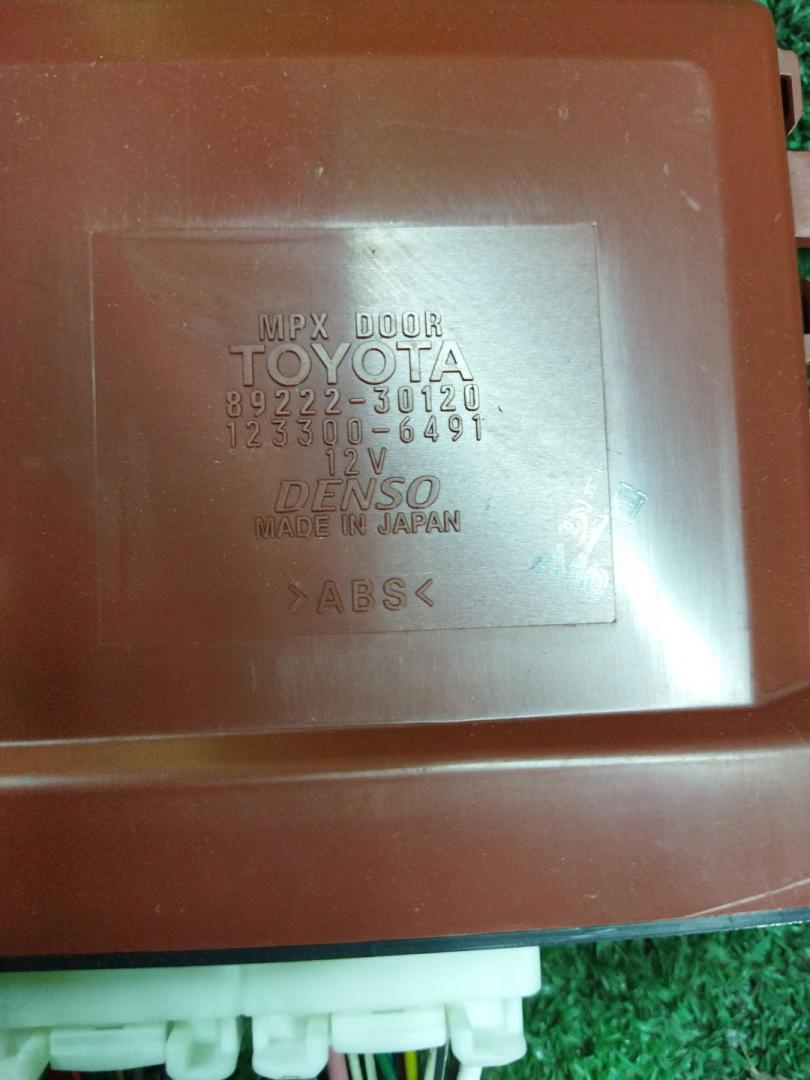 MPX DOOR
TOYOTA
89222-30120
123300-6491
12V
DENSO
MADE IN JAPAN
>ABS<